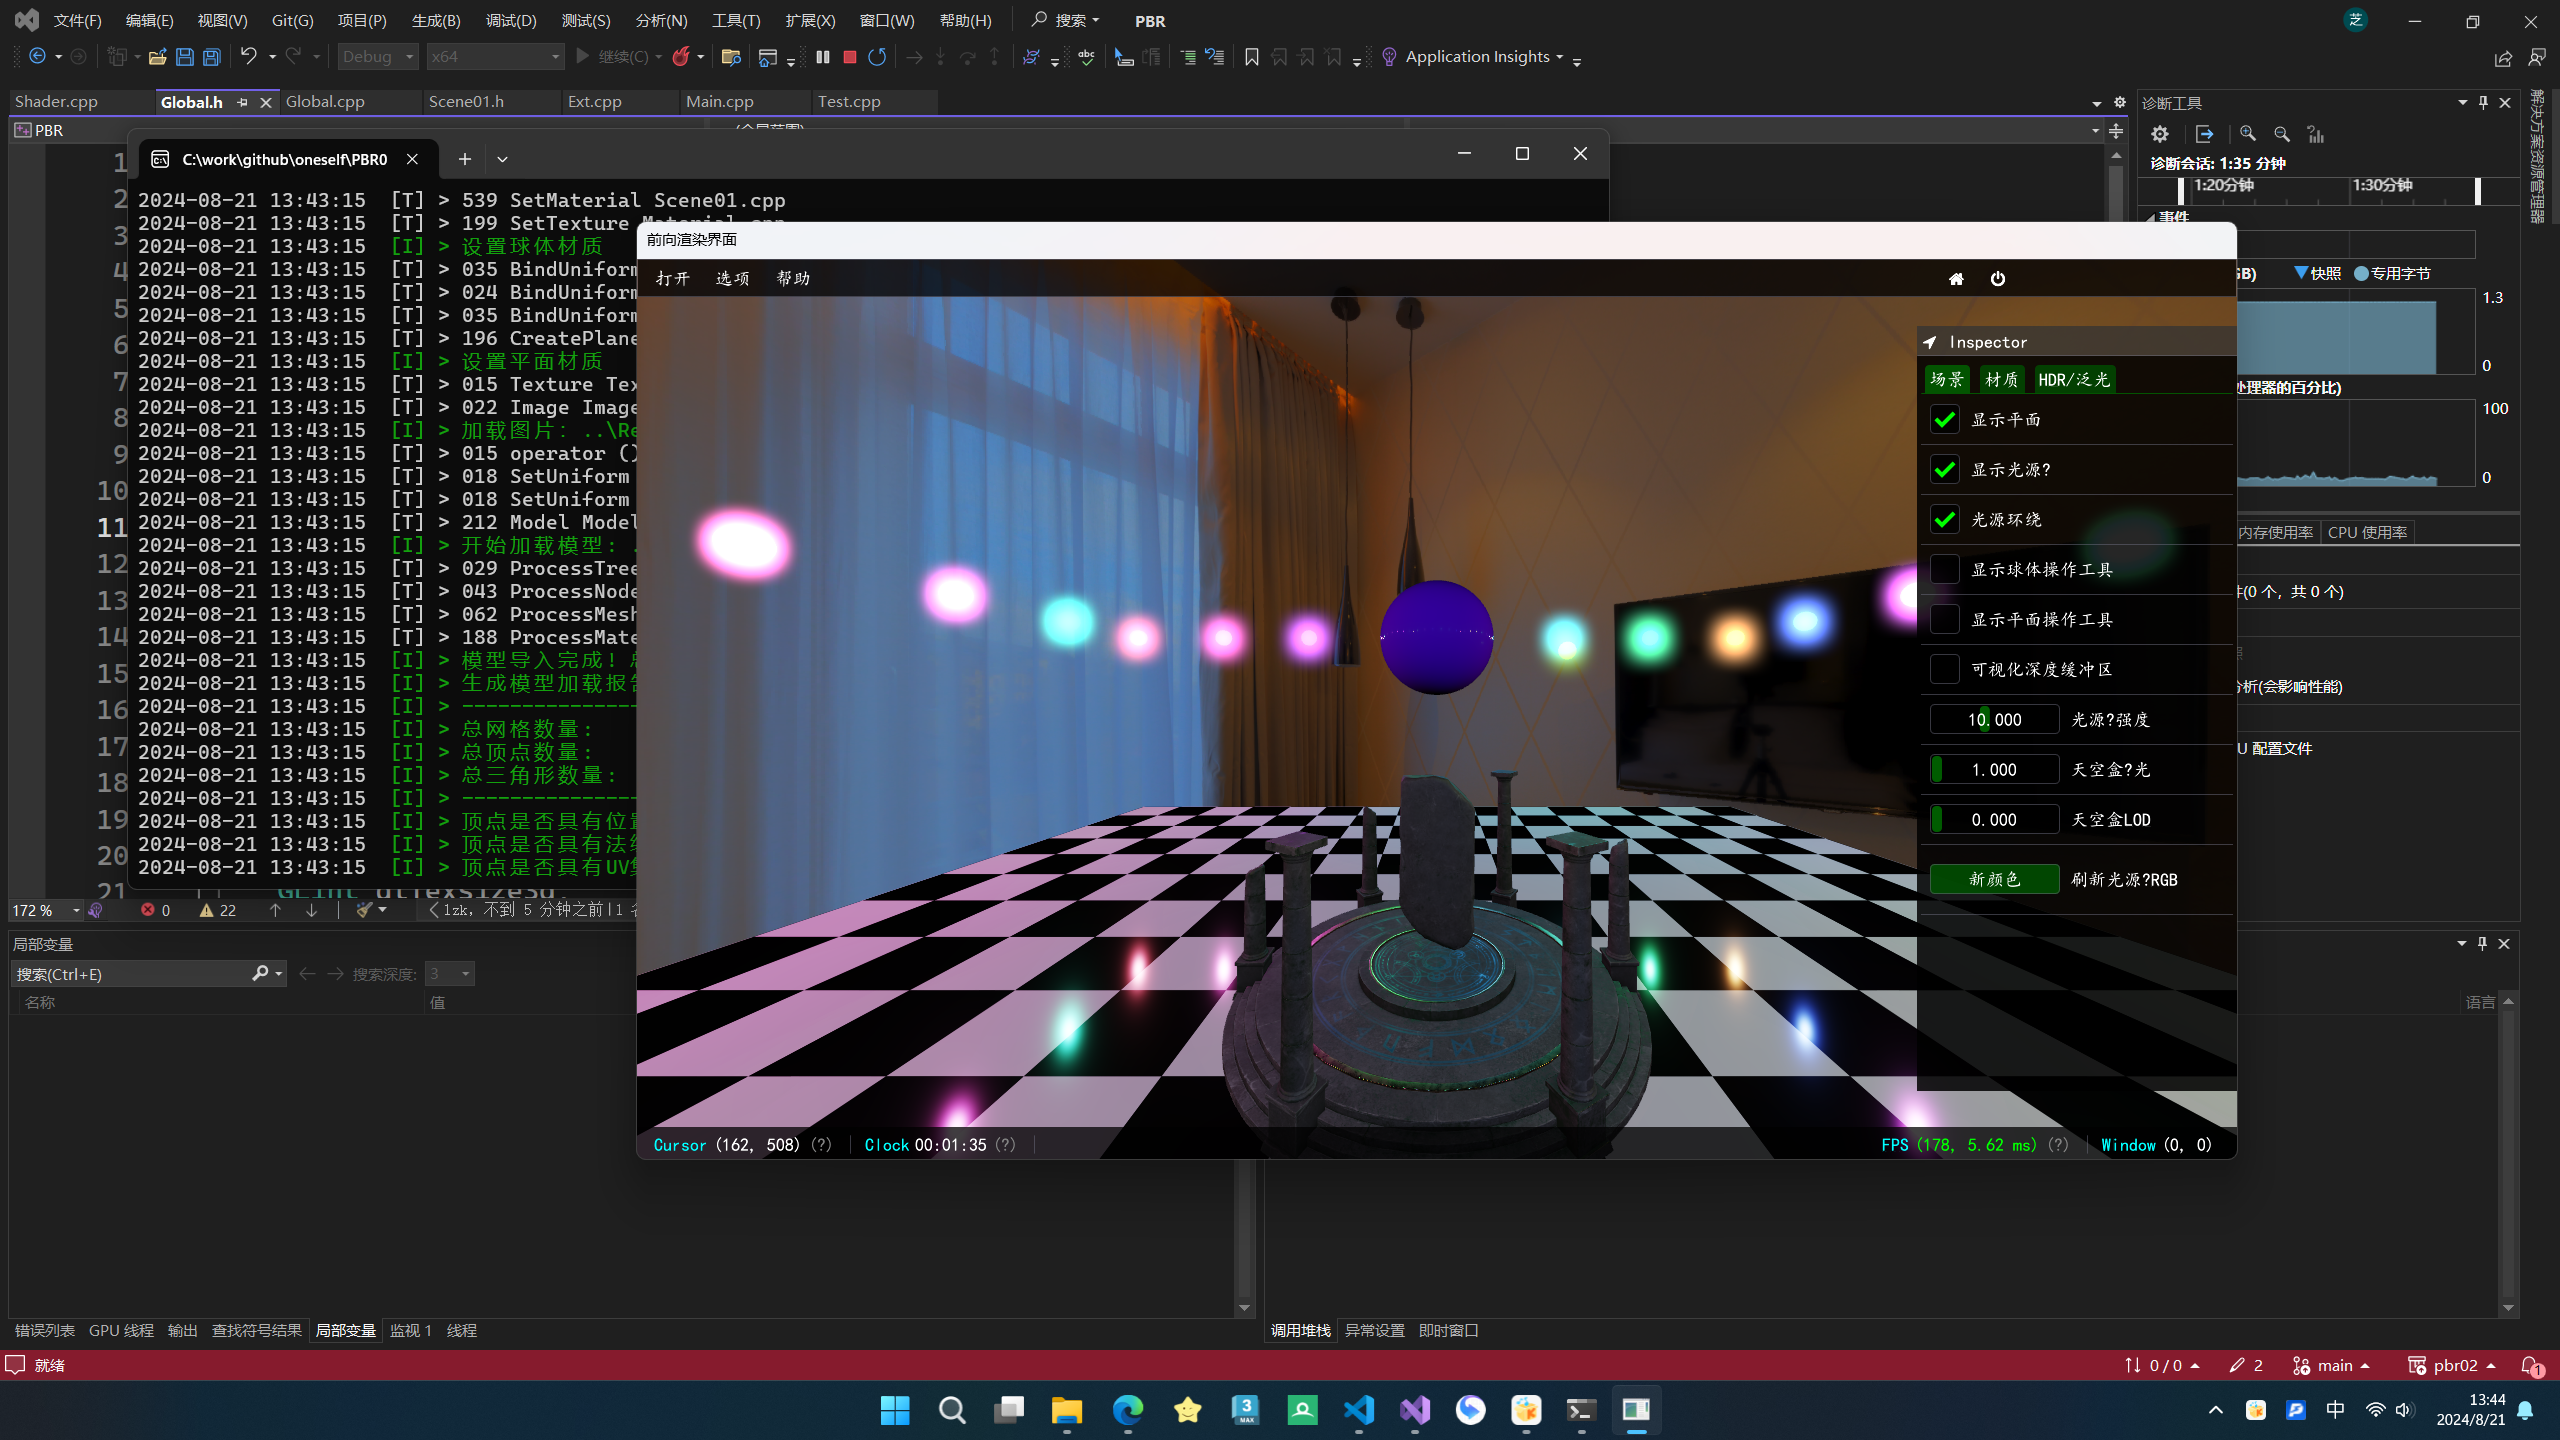 文件(F) 编辑(E) 视图(V) Git(G) 项目(P) 生成(B) 调试(D) 测试(S) 分析(N) 工具(T) 扩展(X) 窗口(W) 帮助(H) 搜索 PBR 芝
Debug x64 继续(C) Application Insights
Shader.cpp Global.h Global.cpp Scene01.h Ext.cpp Main.cpp Test.cpp
PBR
C:\work\github\oneself\PBR0
2024-08-21 13:43:15 [T] > 539 SetMaterial Scene01.cpp
2024-08-21 13:43:15 [T] > 199 SetTexture Material.cpp
2024-08-21 13:43:15 [I] > 设置球体材质
2024-08-21 13:43:15 [T] > 035 BindUniform
2024-08-21 13:43:15 [T] > 024 BindUniform
2024-08-21 13:43:15 [T] > 035 BindUniform
2024-08-21 13:43:15 [T] > 196 CreatePlane
2024-08-21 13:43:15 [I] > 设置平面材质
2024-08-21 13:43:15 [T] > 015 Texture Tex
2024-08-21 13:43:15 [T] > 022 Image Image
2024-08-21 13:43:15 [I] > 加载图片: ..\Re
2024-08-21 13:43:15 [T] > 015 operator ()
2024-08-21 13:43:15 [T] > 018 SetUniform
2024-08-21 13:43:15 [T] > 018 SetUniform
2024-08-21 13:43:15 [T] > 212 Model Model
2024-08-21 13:43:15 [I] > 开始加载模型: .
2024-08-21 13:43:15 [T] > 029 ProcessTree
2024-08-21 13:43:15 [T] > 043 ProcessNode
2024-08-21 13:43:15 [T] > 062 ProcessMesh
2024-08-21 13:43:15 [T] > 188 ProcessMate
2024-08-21 13:43:15 [I] > 模型导入完成! 总
2024-08-21 13:43:15 [I] > 生成模型加载报告
2024-08-21 13:43:15 [I] > ---------------
2024-08-21 13:43:15 [I] > 总网格数量:
2024-08-21 13:43:15 [I] > 总顶点数量:
2024-08-21 13:43:15 [I] > 总三角形数量:
2024-08-21 13:43:15 [I] > ---------------
2024-08-21 13:43:15 [I] > 顶点是否具有位置
2024-08-21 13:43:15 [I] > 顶点是否具有法线
2024-08-21 13:43:15 [I] > 顶点是否具有UV集
1
2
3
4
5
6
7
8
9
10
11
12
13
14
15
16
17
18
19
20
21
前向渲染界面
打开 选项 帮助
Inspector
场景 材质 HDR/泛光
显示平面
显示光源?
光源环绕
显示球体操作工具
显示平面操作工具
可视化深度缓冲区
10.000 光源?强度
1.000 天空盒?光
0.000 天空盒LOD
新颜色 刷新光源?RGB
Cursor (162, 508) (?) Clock 00:01:35 (?) FPS (178, 5.62 ms) (?) Window (0, 0)
诊断工具
诊断会话: 1:35 分钟
1:20分钟 1:30分钟
事件
GB) 快照 专用字节
1.3
0
处理器的百分比)
100
0
内存使用率 CPU 使用率
件(0 个，共 0 个)
分析(会影响性能)
U 配置文件
解决方案资源管理器
172 % 0 22 lzk，不到 5 分钟之前|1 名
局部变量
搜索(Ctrl+E) 搜索深度: 3
名称 值 语言
错误列表 GPU 线程 输出 查找符号结果 局部变量 监视 1 线程 调用堆栈 异常设置 即时窗口
就绪 0 / 0 2 main pbr02 1
3 MAX
中 13:44
2024/8/21